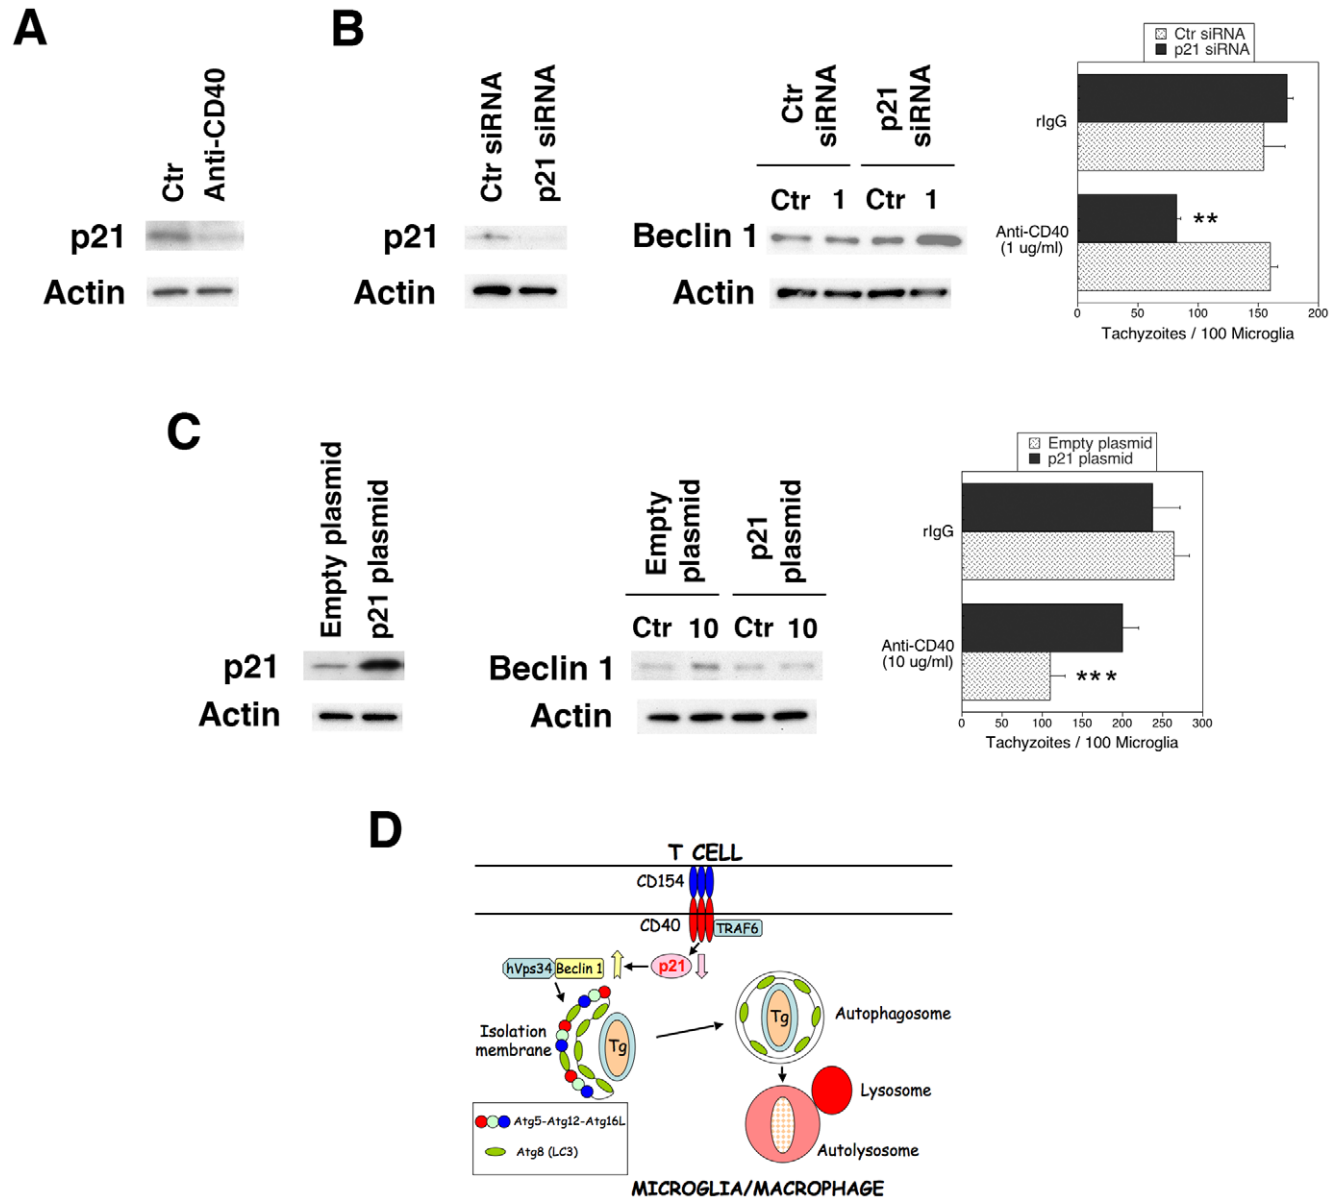 A
Ctr
Anti-CD40
p21
Actin
B
Ctr siRNA
p21 siRNA
p21
Actin
Ctr
siRNA
p21
siRNA
Ctr 1 Ctr 1
Beclin 1
Actin
Ctr siRNA
p21 siRNA
rIgG
Anti-CD40
(1 ug/ml)
**
0 50 100 150 200
Tachyzoites / 100 Microglia
C
Empty plasmid
p21 plasmid
p21
Actin
Empty
plasmid
p21
plasmid
Ctr 10 Ctr 10
Beclin 1
Actin
Empty plasmid
p21 plasmid
rIgG
Anti-CD40
(10 ug/ml)
***
0 50 100 150 200 250 300
Tachyzoites / 100 Microglia
D
T CELL
CD154
CD40
TRAF6
hVps34
Beclin 1
p21
Isolation
membrane
Tg
Tg
Autophagosome
Lysosome
Autolysosome
Atg5-Atg12-Atg16L
Atg8 (LC3)
MICROGLIA/MACROPHAGE